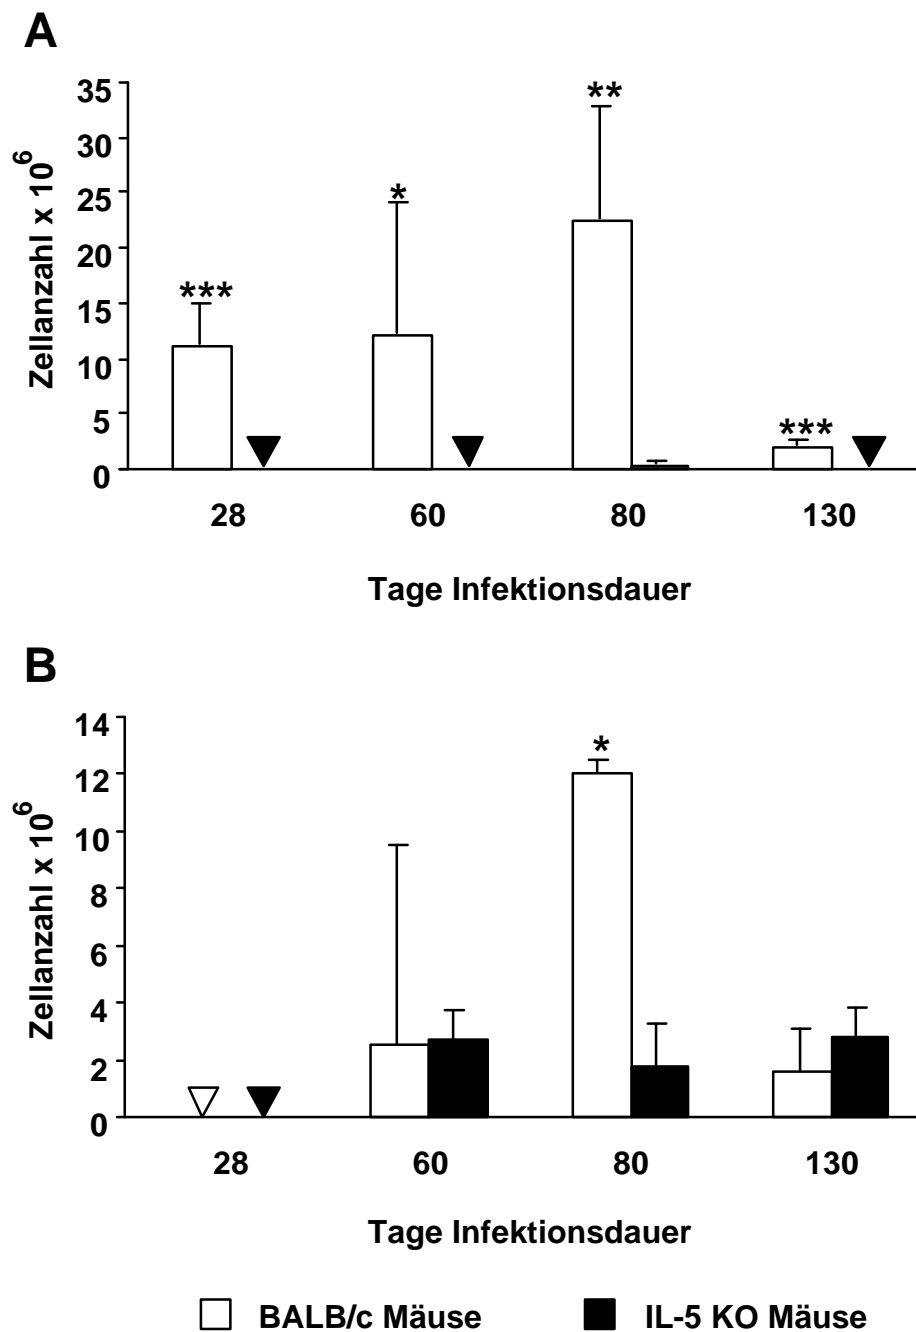 A
35
30
25
20
15
10
5
0
Zellanzahl x 10⁶
***
*
**
***
28 60 80 130
Tage Infektionsdauer
B
14
12
10
8
6
4
2
0
Zellanzahl x 10⁶
*
28 60 80 130
Tage Infektionsdauer
BALB/c Mäuse IL-5 KO Mäuse